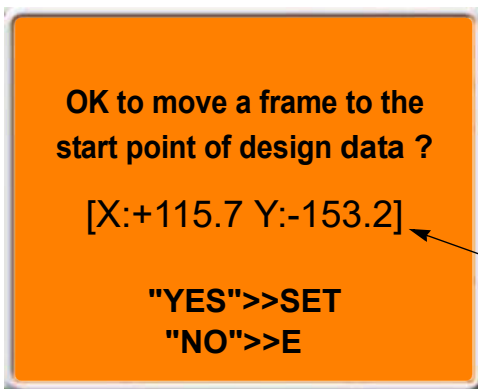 OK to move a frame to the
start point of design data ?
[X:+115.7 Y:-153.2]
"YES">>SET
"NO">>E